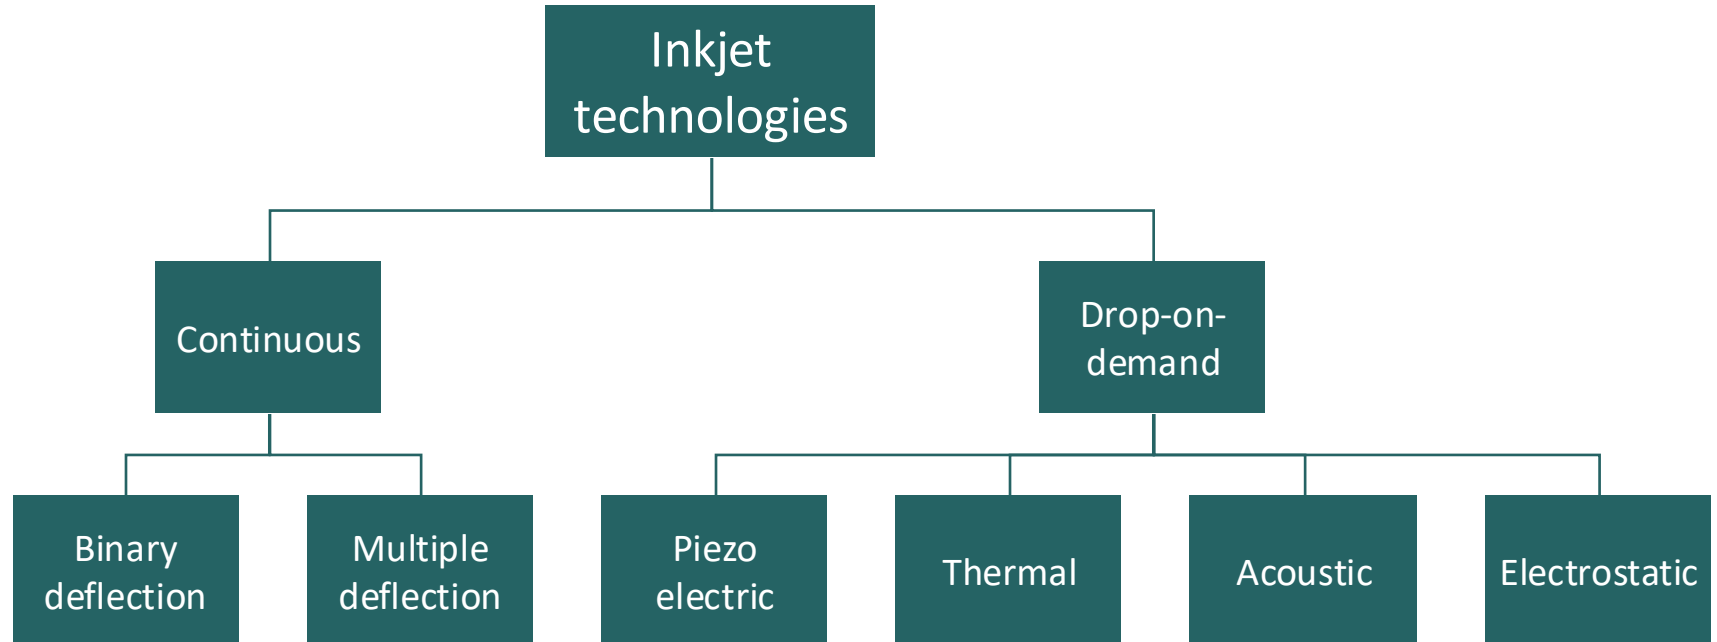 Inkjet
technologies
Continuous
Drop-on-
demand
Binary
deflection
Multiple
deflection
Piezo
electric
Thermal
Acoustic
Electrostatic